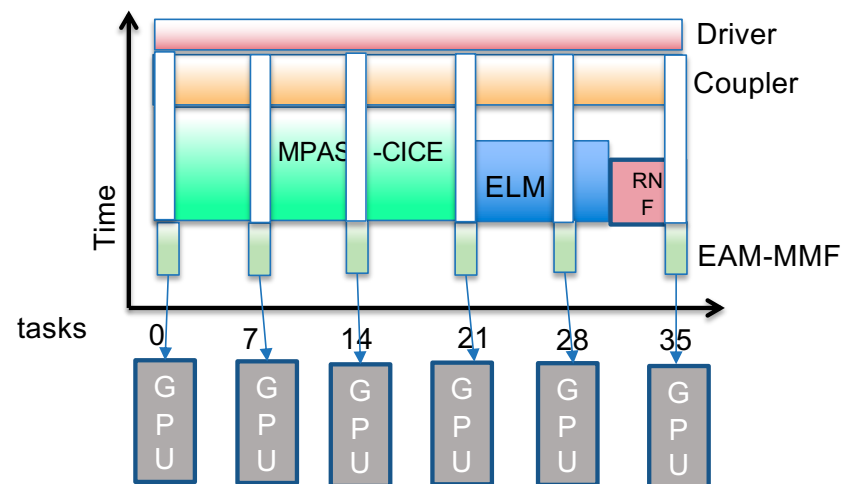 Driver
Coupler
MPAS -CICE
ELM
RN
F
EAM-MMF
Time
tasks
0 7 14 21 28 35
G G G G G G
P P P P P P
U U U U U U